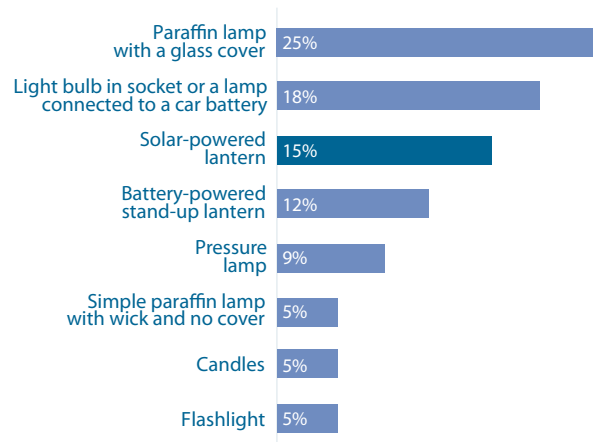 Paraffin lamp
with a glass cover
25%
Light bulb in socket or a lamp
connected to a car battery
18%
Solar-powered
lantern
15%
Battery-powered
stand-up lantern
12%
Pressure
lamp
9%
Simple paraffin lamp
with wick and no cover
5%
Candles
5%
Flashlight
5%